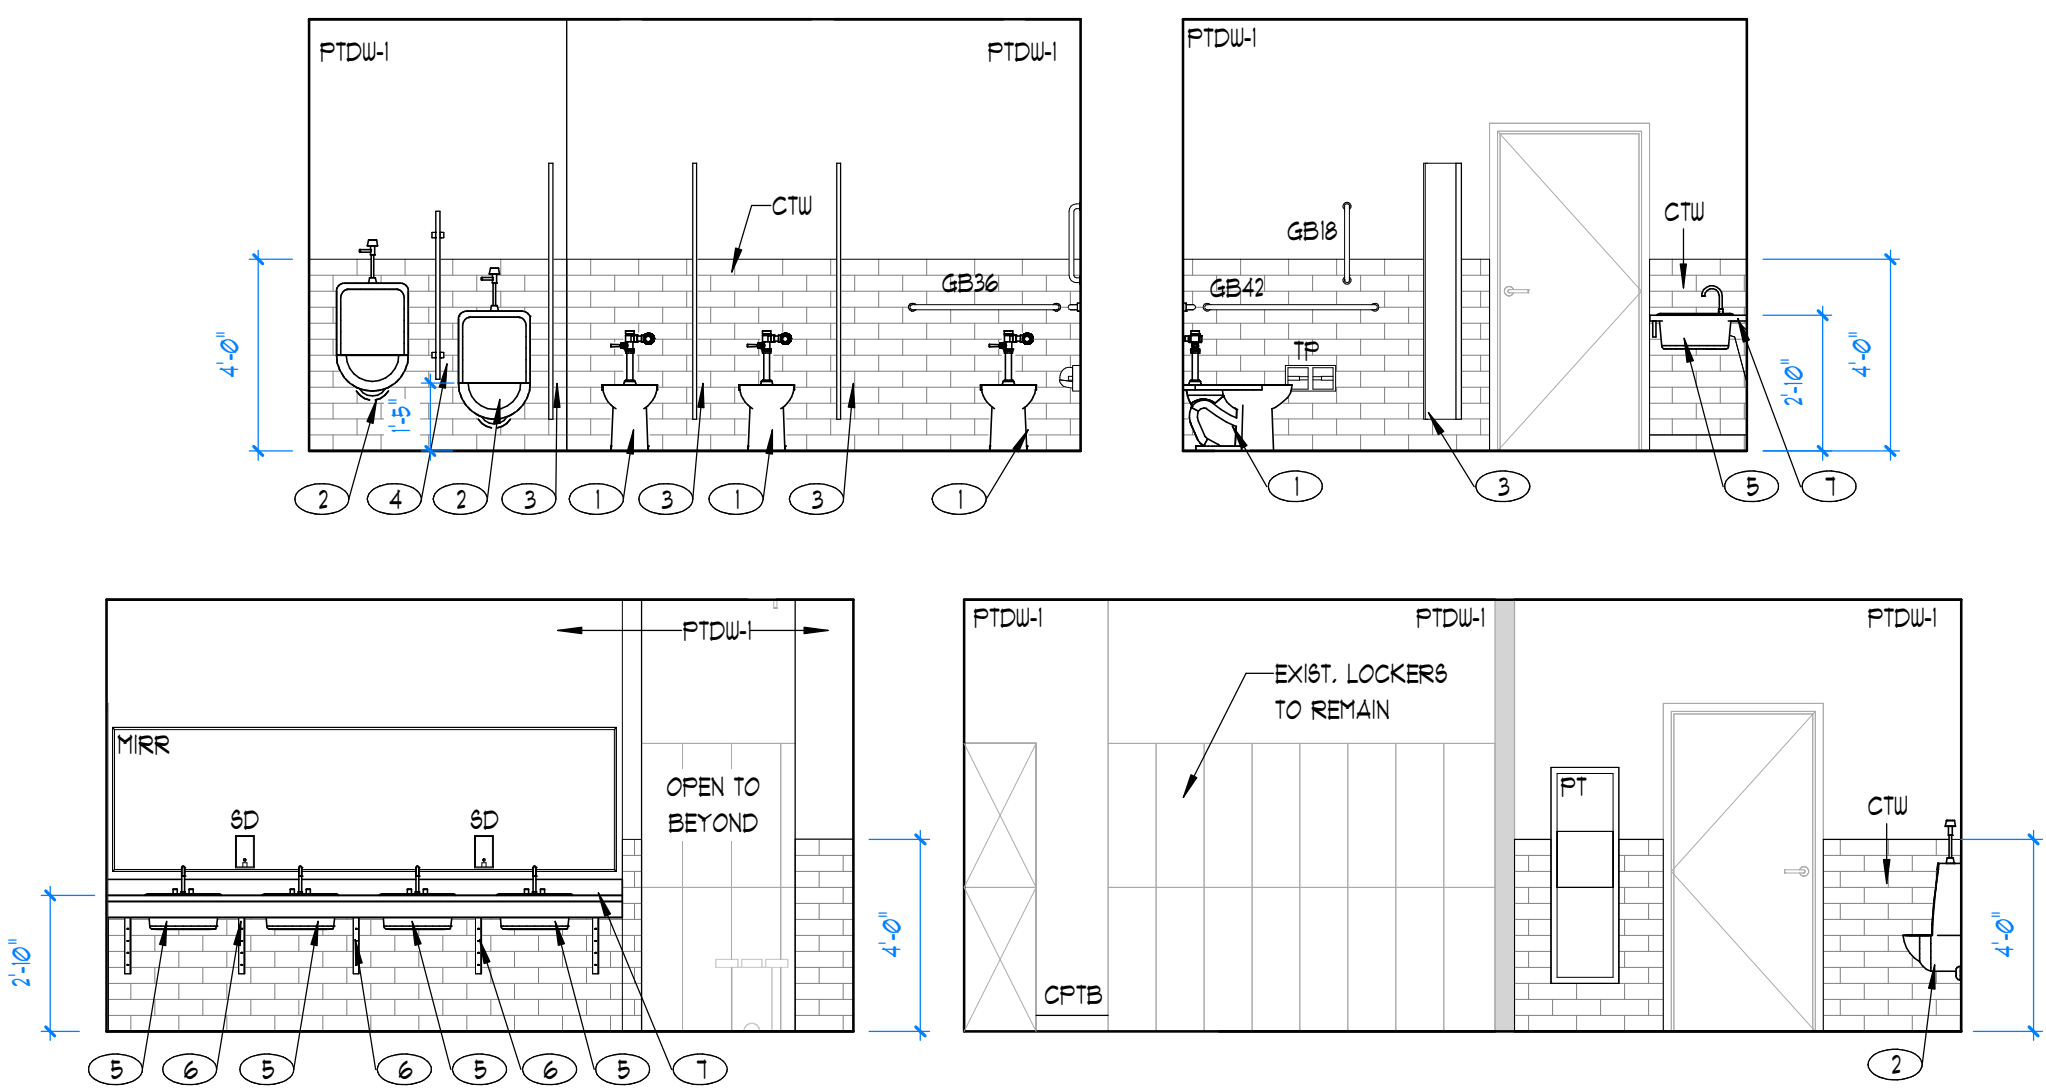 PTDW-1
PTDW-1
CTW
GB36
4'-0"
1'-5"
2
4
2
3
1
3
1
3
1
PTDW-1
GB18
CTW
GB42
TP
2'-10"
4'-0"
1
3
5
7
PTDW-1
MIRR
OPEN TO
BEYOND
SD
SD
2'-10"
4'-0"
5
6
5
6
5
6
5
7
PTDW-1
PTDW-1
PTDW-1
EXIST. LOCKERS
TO REMAIN
PT
CTW
CPTB
4'-0"
2